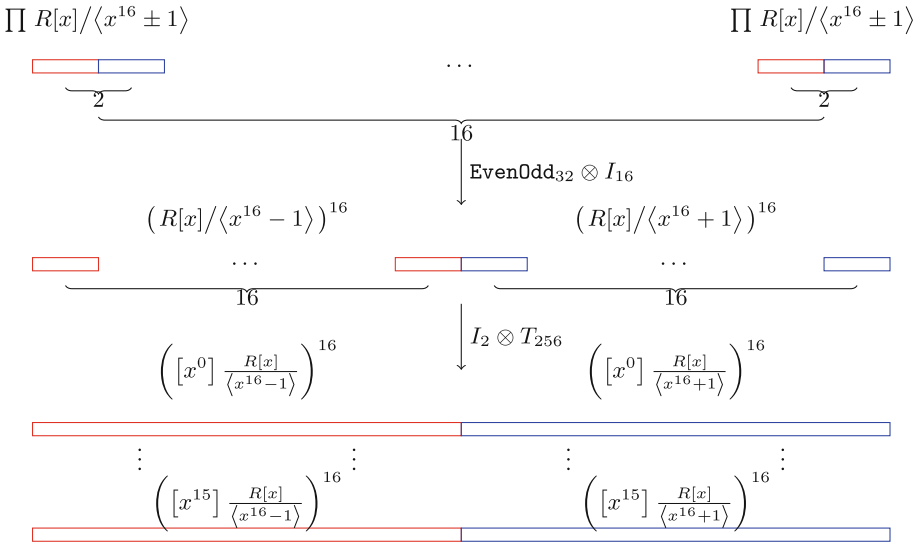 ∏ R[x]/⟨x^16 ± 1⟩ ∏ R[x]/⟨x^16 ± 1⟩
⋯
2 2
16
EvenOdd_32 ⊗ I_16
(R[x]/⟨x^16 − 1⟩)^16 (R[x]/⟨x^16 + 1⟩)^16
⋯ ⋯
16 16
I_2 ⊗ T_256
([x^0] R[x]/⟨x^16−1⟩)^16 ([x^0] R[x]/⟨x^16+1⟩)^16
⋮ ⋮ ⋮ ⋮
([x^15] R[x]/⟨x^16−1⟩)^16 ([x^15] R[x]/⟨x^16+1⟩)^16